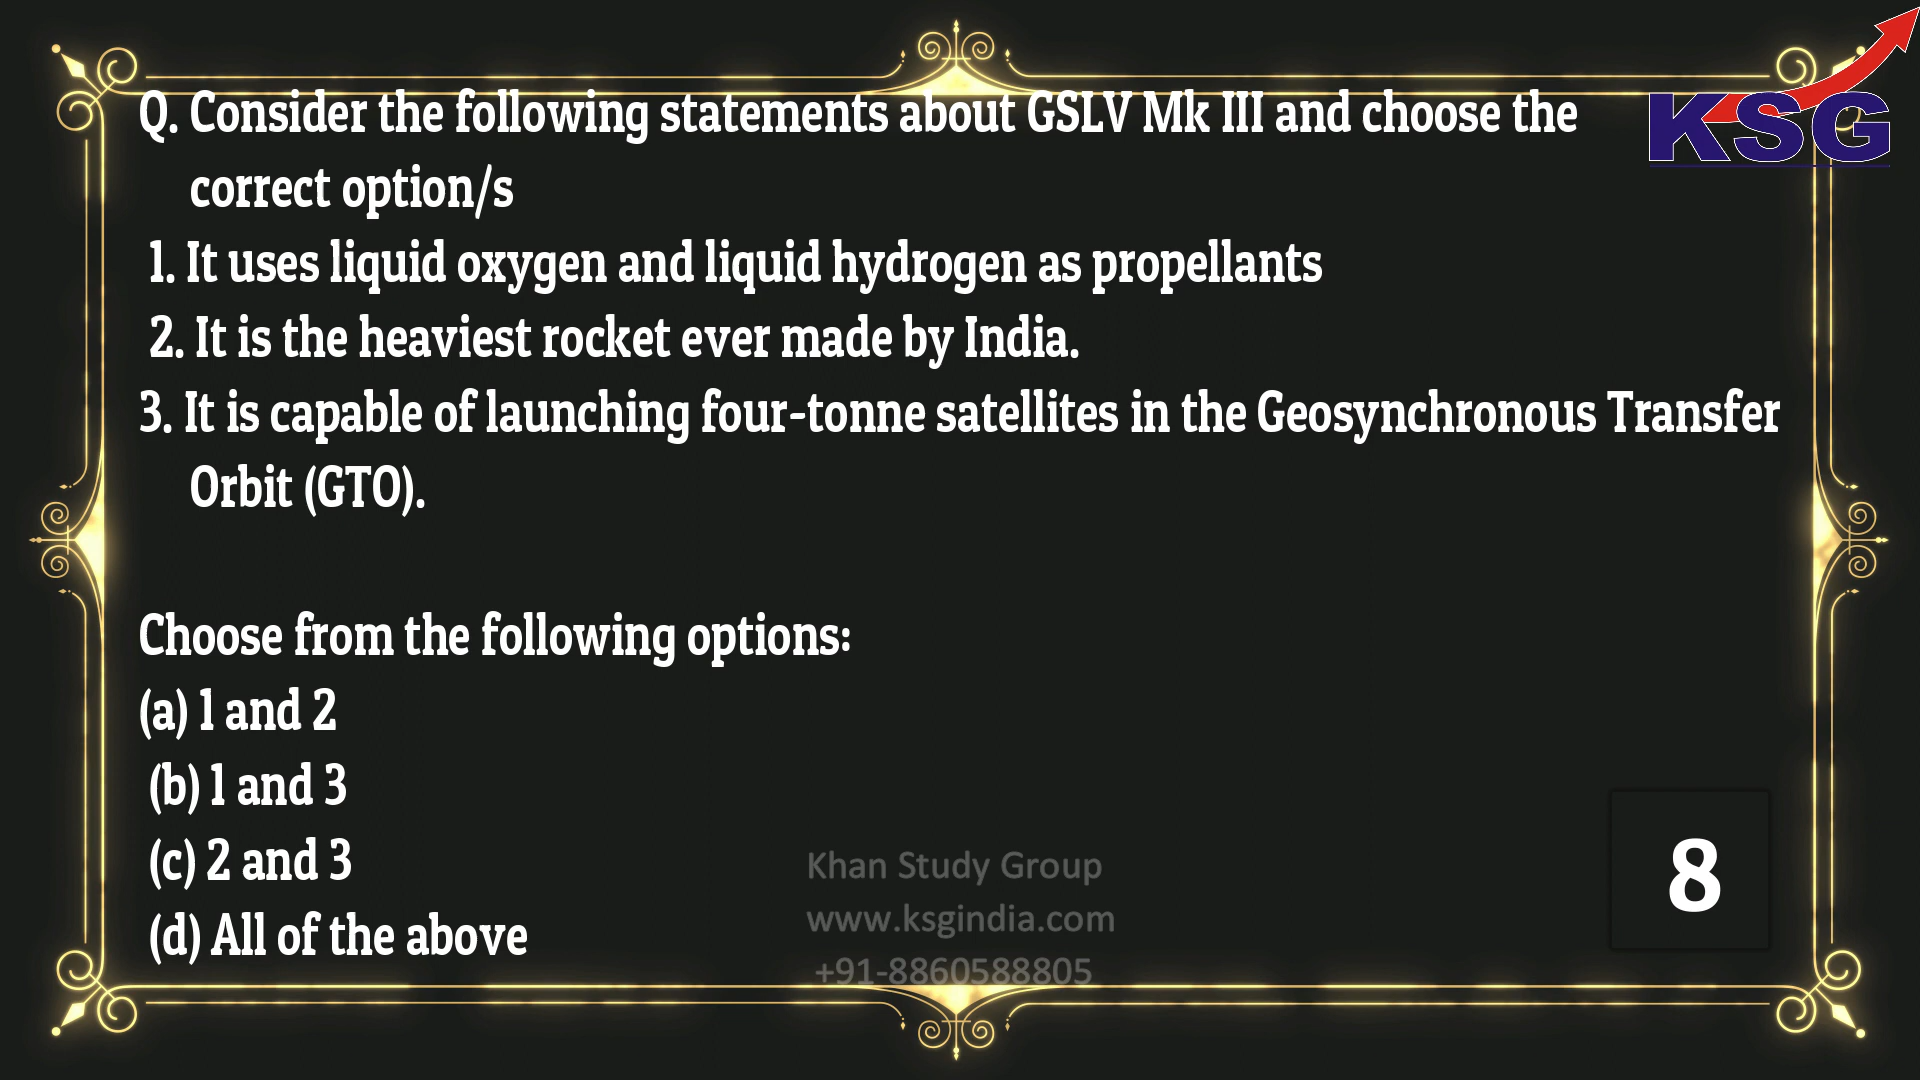 KSG
Q. Consider the following statements about GSLV Mk III and choose the
correct option/s
1. It uses liquid oxygen and liquid hydrogen as propellants
2. It is the heaviest rocket ever made by India.
3. It is capable of launching four-tonne satellites in the Geosynchronous Transfer
Orbit (GTO).
Choose from the following options:
(a) 1 and 2
(b) 1 and 3
(c) 2 and 3
(d) All of the above
8
Khan Study Group
www.ksgindia.com
+91-8860588805